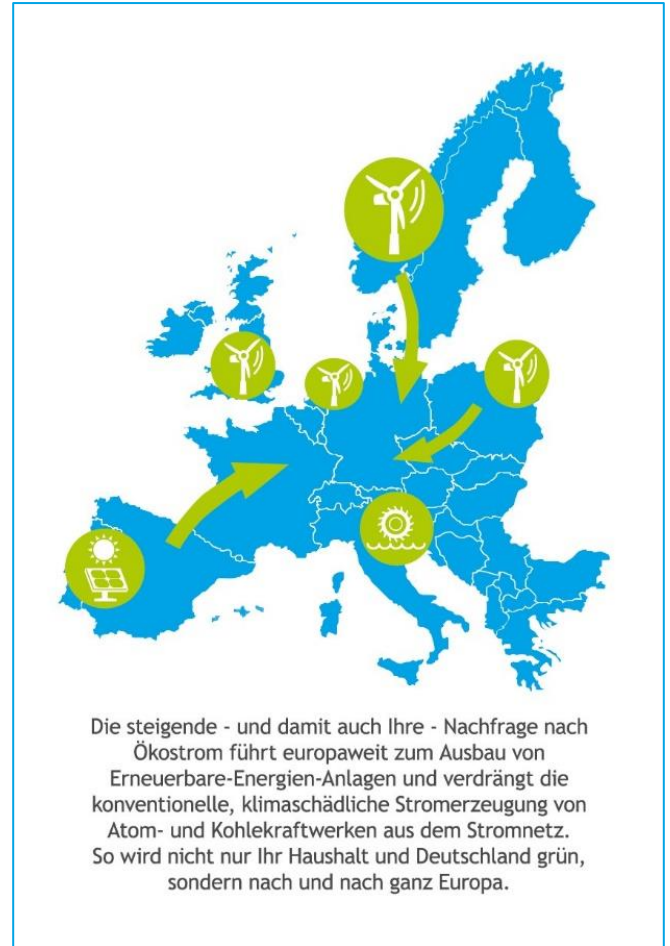 Die steigende - und damit auch Ihre - Nachfrage nach
Ökostrom führt europaweit zum Ausbau von
Erneuerbare-Energien-Anlagen und verdrängt die
konventionelle, klimaschädliche Stromerzeugung von
Atom- und Kohlekraftwerken aus dem Stromnetz.
So wird nicht nur Ihr Haushalt und Deutschland grün,
sondern nach und nach ganz Europa.